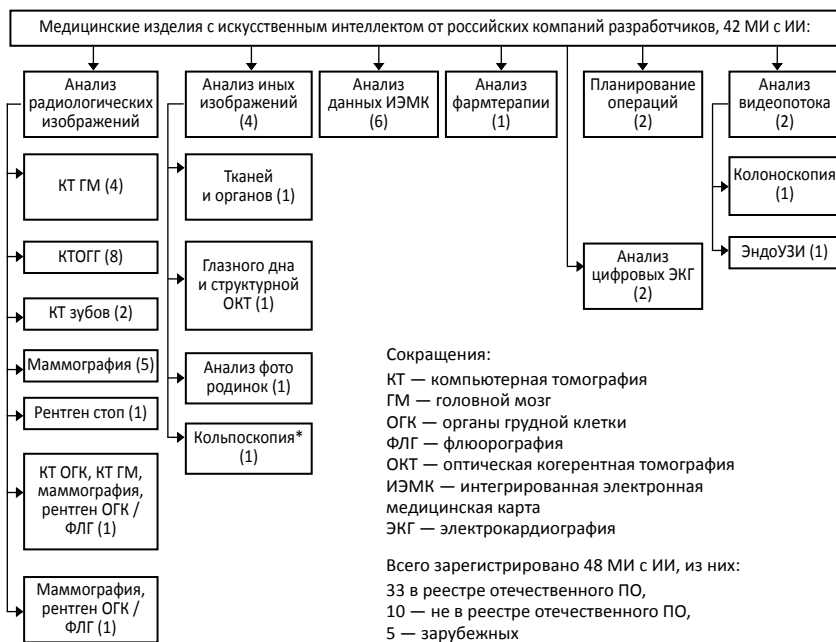 Медицинские изделия с искусственным интеллектом от российских компаний разработчиков, 42 МИ с ИИ:
Анализ
радиологических
изображений
КТ ГМ (4)
КТОГГ (8)
КТ зубов (2)
Маммография (5)
Рентген стоп (1)
КТ ОГК, КТ ГМ,
маммография,
рентген ОГК /
ФЛГ (1)
Маммография,
рентген ОГК /
ФЛГ (1)
Анализ иных
изображений
(4)
Тканей
и органов (1)
Глазного дна
и структурной
ОКТ (1)
Анализ фото
родинок (1)
Кольпоскопия*
(1)
Анализ
данных ИЭМК
(6)
Анализ
фармтерапии
(1)
Анализ
цифровых ЭКГ
(2)
Планирование
операций
(2)
Анализ
видеопотока
(2)
Колоноскопия
(1)
ЭндоУЗИ (1)
Сокращения:
КТ — компьютерная томография
ГМ — головной мозг
ОГК — органы грудной клетки
ФЛГ — флюорография
ОКТ — оптическая когерентная томография
ИЭМК — интегрированная электронная
медицинская карта
ЭКГ — электрокардиография
Всего зарегистрировано 48 МИ с ИИ, из них:
33 в реестре отечественного ПО,
10 — не в реестре отечественного ПО,
5 — зарубежных